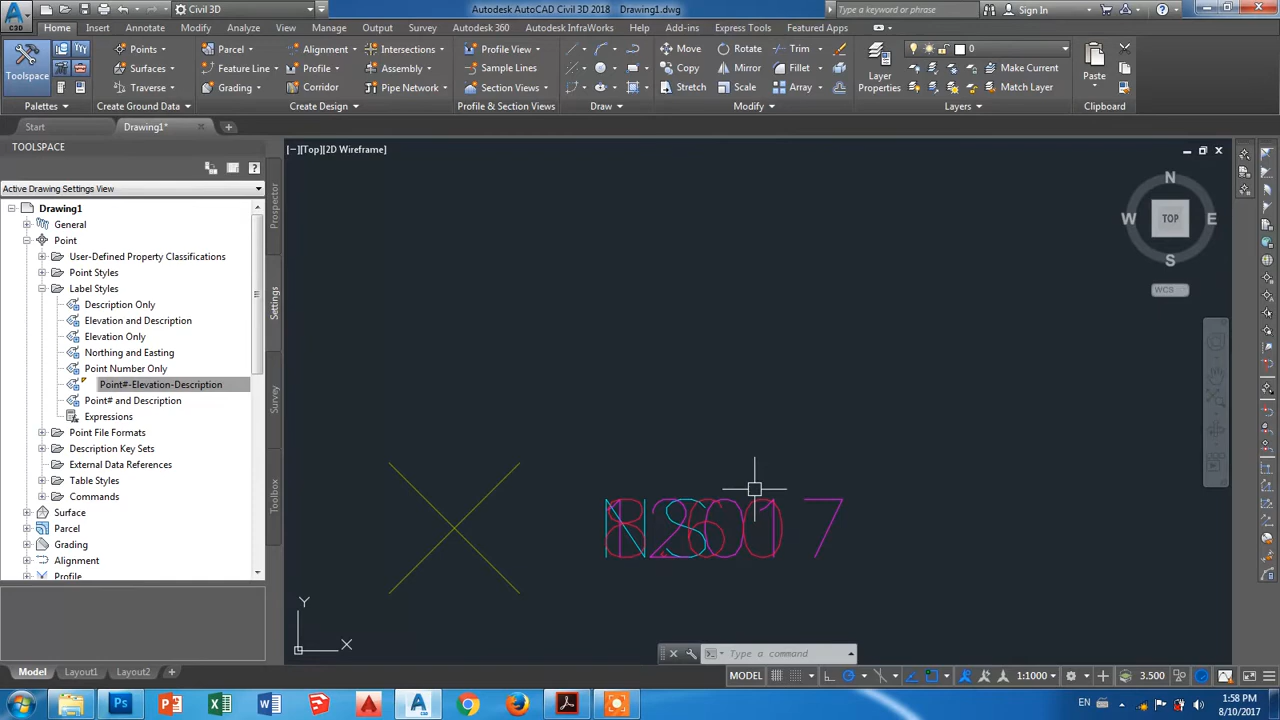 Civil 3D
Autodesk AutoCAD Civil 3D 2018 Drawing1.dwg
Type a keyword or phrase
Sign In
Home Insert Annotate Modify Analyze View Manage Output Survey Autodesk 360 Autodesk InfraWorks Help Add-ins Express Tools Featured Apps
Toolspace
Points
Surfaces
Traverse
Parcel
Feature Line
Grading
Alignment
Profile
Corridor
Intersections
Assembly
Pipe Network
Profile View
Sample Lines
Section Views
Move
Copy
Stretch
Rotate
Mirror
Scale
Trim
Fillet
Array
Layer
Properties
0
Make Current
Match Layer
Paste
Palettes
Create Ground Data
Create Design
Profile & Section Views
Draw
Modify
Layers
Clipboard
Start
Drawing1*
TOOLSPACE
Active Drawing Settings View
Drawing1
General
Point
User-Defined Property Classifications
Point Styles
Label Styles
Description Only
Elevation and Description
Elevation Only
Northing and Easting
Point Number Only
Point#-Elevation-Description
Point# and Description
Expressions
Point File Formats
Description Key Sets
External Data References
Table Styles
Commands
Surface
Parcel
Grading
Alignment
Profile
Prospector
Settings
Survey
Toolbox
[−][Top][2D Wireframe]
N
W
TOP
E
S
WCS
Y
X
Type a command
Model
Layout1
Layout2
MODEL
1:1000
3.500
EN
1:58 PM
8/10/2017